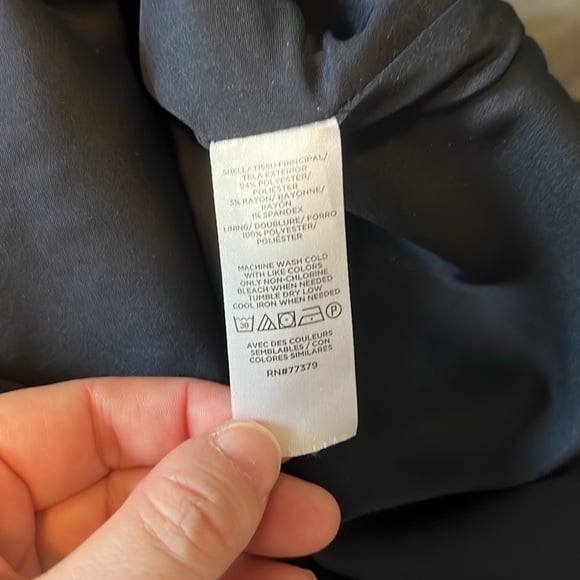 SHELL/ TISSU PRINCIPAL/
TELA EXTERIOR
94% POLYESTER/
POLIÉSTER
5% RAYON/ RAYONNE/
RAYÓN
1% SPANDEX
LINING/ DOUBLURE/ FORRO
100% POLYESTER/
POLIÉSTER
MACHINE WASH COLD
WITH LIKE COLORS
ONLY NON-CHLORINE
BLEACH WHEN NEEDED
TUMBLE DRY LOW
COOL IRON WHEN NEEDED
30 P
AVEC DES COULEURS
SEMBLABLES / CON
COLORES SIMILARES
RN#77379